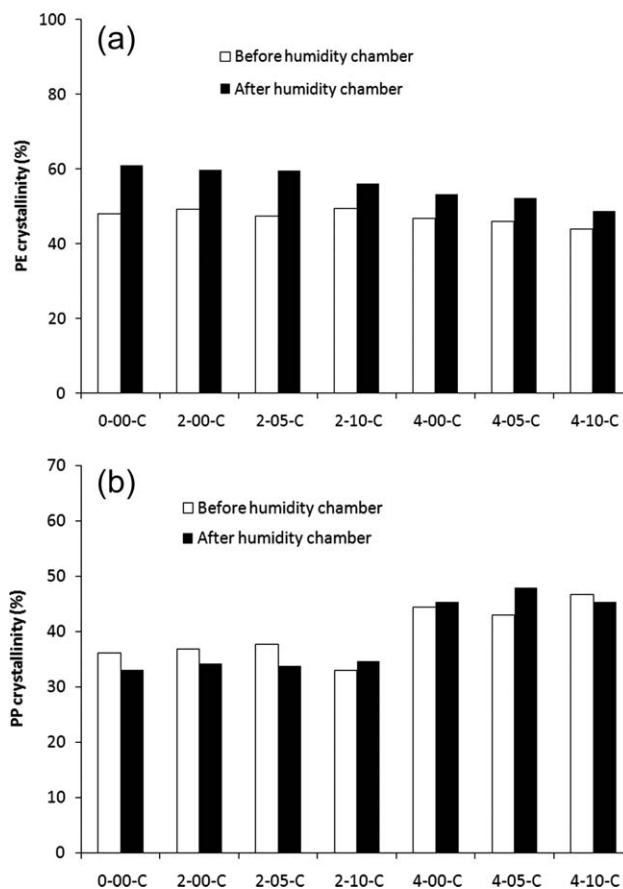 (a)
Before humidity chamber
After humidity chamber
PE crystallinity (%)
100
80
60
40
20
0
0-00-C 2-00-C 2-05-C 2-10-C 4-00-C 4-05-C 4-10-C
(b)
Before humidity chamber
After humidity chamber
PP crystallinity (%)
70
60
50
40
30
20
10
0
0-00-C 2-00-C 2-05-C 2-10-C 4-00-C 4-05-C 4-10-C